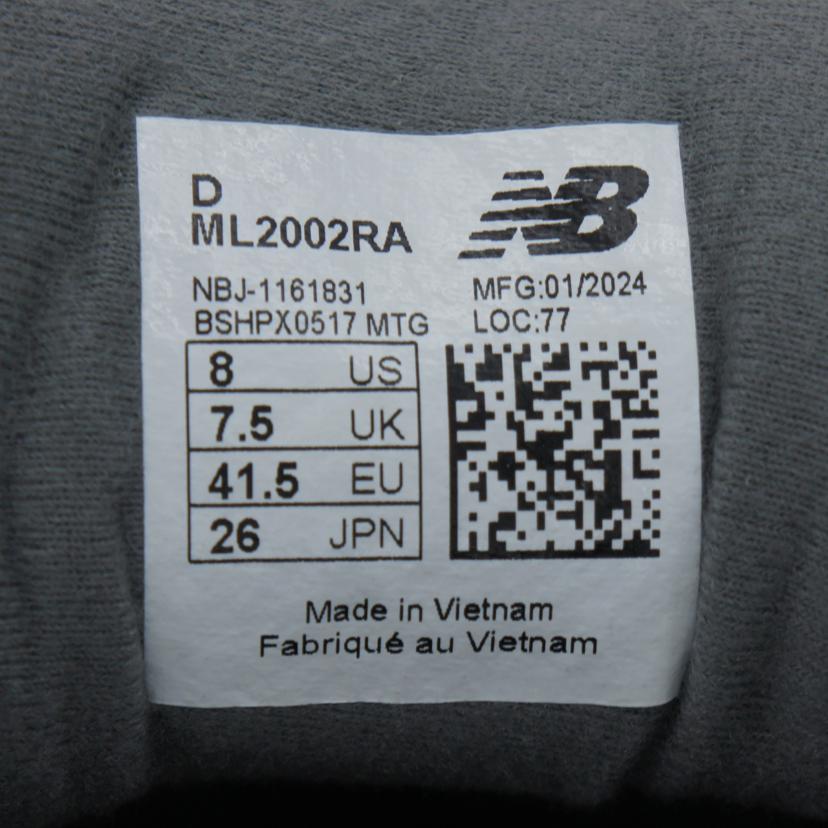 D
ML2002RA
NB
NBJ-1161831
MFG:01/2024
BSHPX0517 MTG
LOC:77
8 US
7.5 UK
41.5 EU
26 JPN
Made in Vietnam
Fabriqué au Vietnam